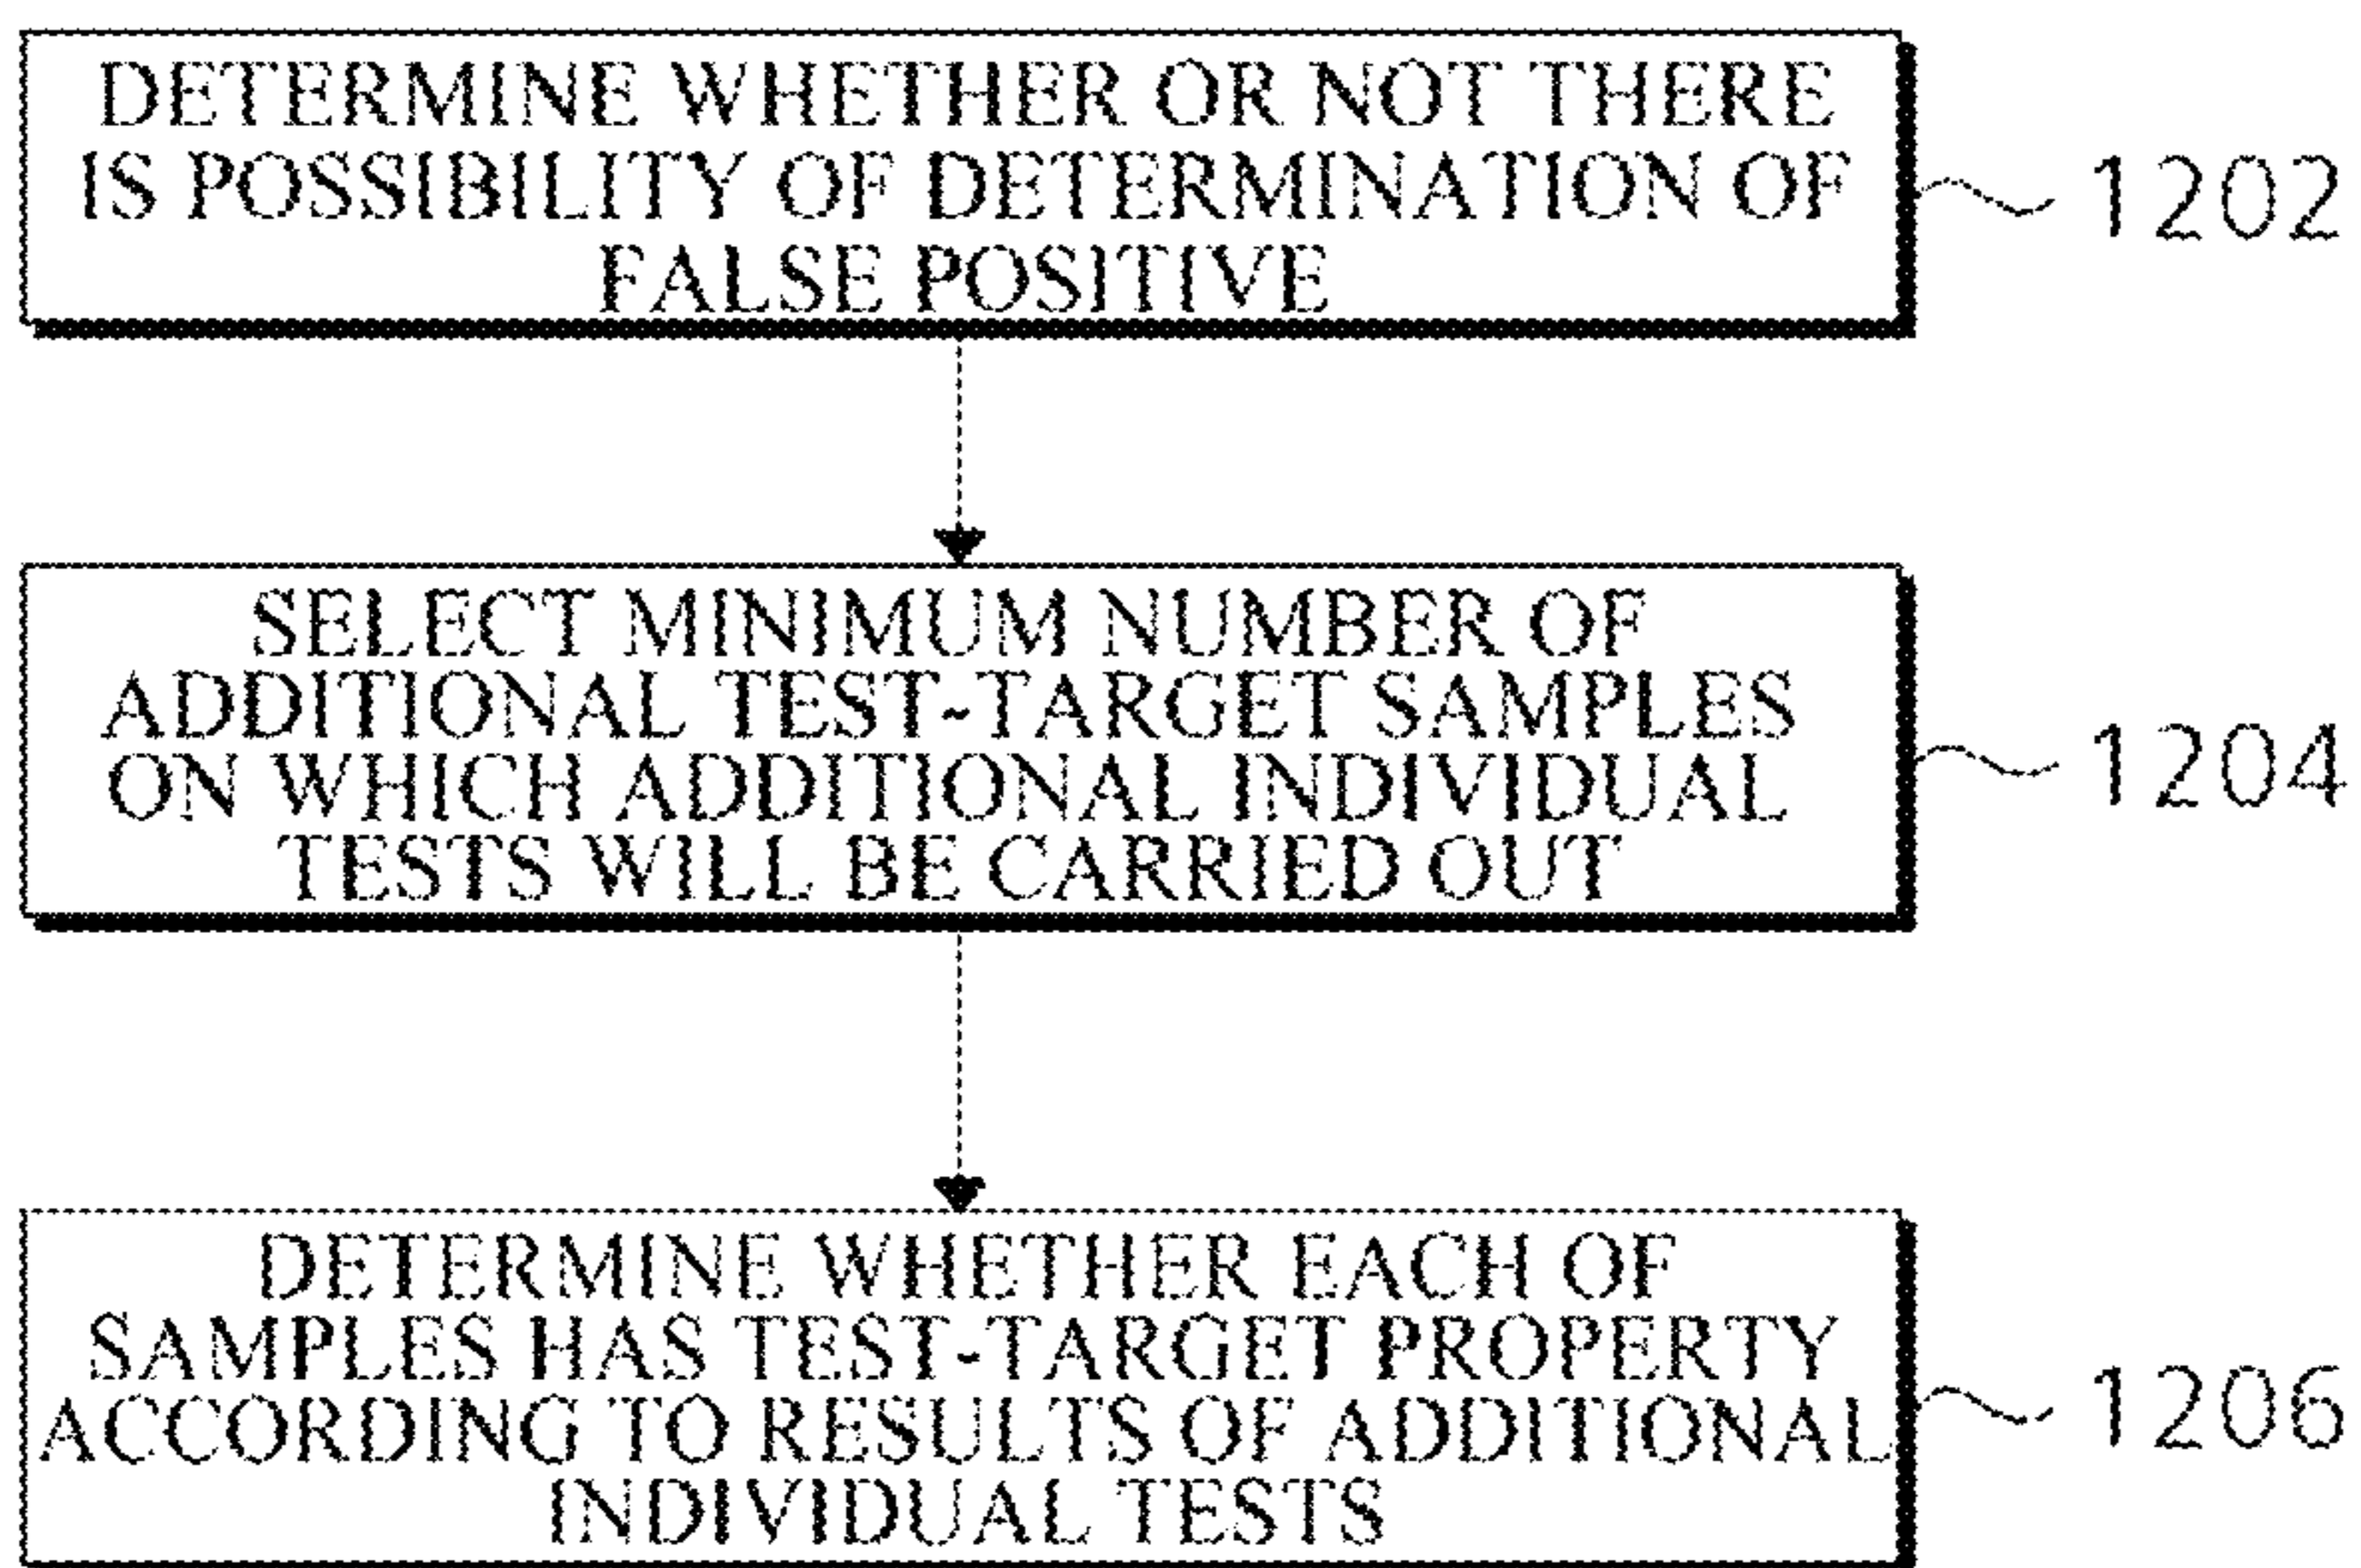 DETERMINE WHETHER OR NOT THERE
IS POSSIBILITY OF DETERMINATION OF
FALSE POSITIVE
1202
SELECT MINIMUM NUMBER OF
ADDITIONAL TEST-TARGET SAMPLES
ON WHICH ADDITIONAL INDIVIDUAL
TESTS WILL BE CARRIED OUT
1204
DETERMINE WHETHER EACH OF
SAMPLES HAS TEST-TARGET PROPERTY
ACCORDING TO RESULTS OF ADDITIONAL
INDIVIDUAL TESTS
1206